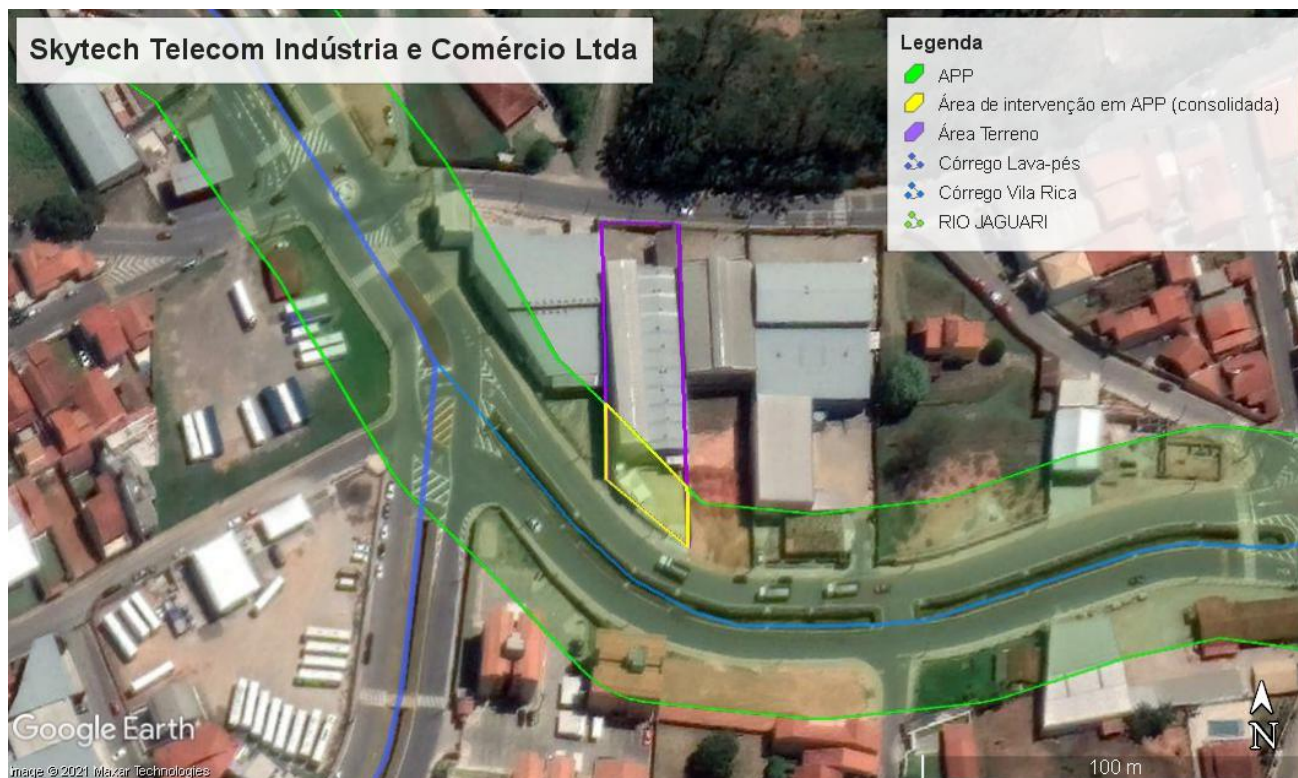 Skytech Telecom Indústria e Comércio Ltda
Legenda
APP
Área de intervenção em APP (consolidada)
Área Terreno
Córrego Lava-pés
Córrego Vila Rica
RIO JAGUARI
Google Earth
Image © 2021 Maxar Technologies
N
100 m